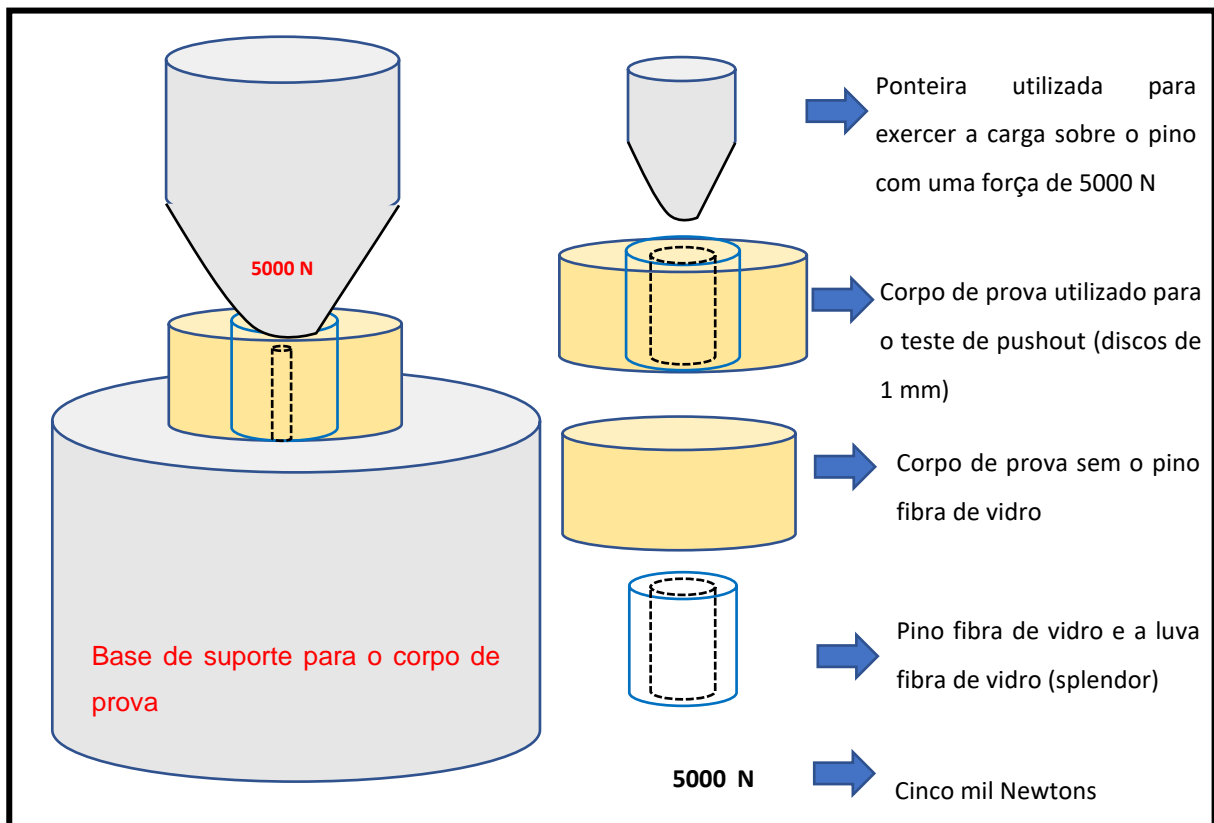 5000 N
Base de suporte para o corpo de
prova
Ponteira utilizada para
exercer a carga sobre o pino
com uma força de 5000 N
Corpo de prova utilizado para
o teste de pushout (discos de
1 mm)
Corpo de prova sem o pino
fibra de vidro
Pino fibra de vidro e a luva
fibra de vidro (splendor)
5000 N
Cinco mil Newtons